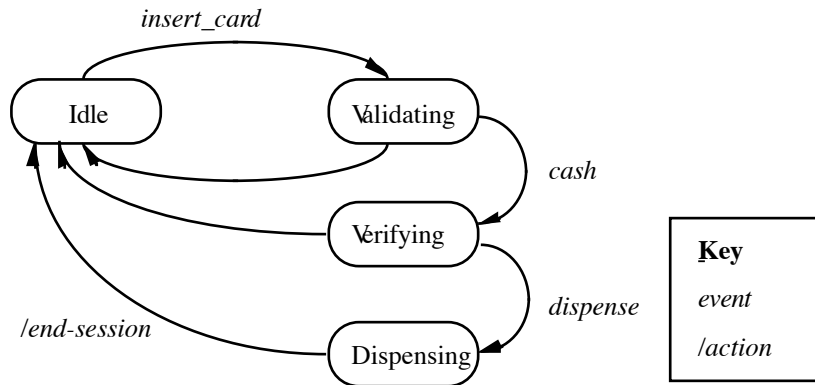 insert_card
Idle
Validating
cash
Verifying
dispense
/end-session
Dispensing
Key
event
/action